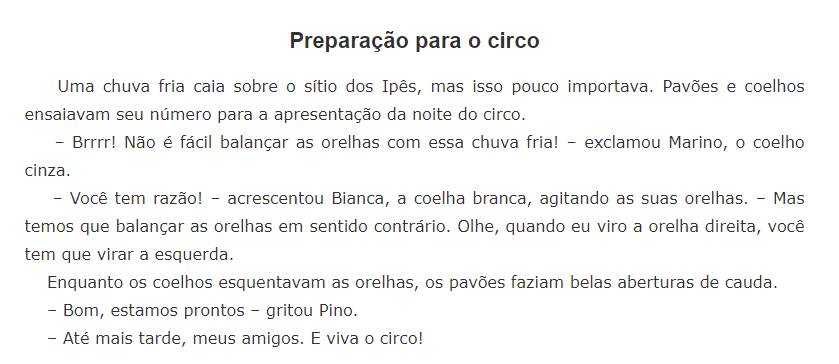 Preparação para o circo
Uma chuva fria caia sobre o sítio dos Ipês, mas isso pouco importava. Pavões e coelhos
ensaiavam seu número para a apresentação da noite do circo.
– Brrrr! Não é fácil balançar as orelhas com essa chuva fria! – exclamou Marino, o coelho
cinza.
– Você tem razão! – acrescentou Bianca, a coelha branca, agitando as suas orelhas. – Mas
temos que balançar as orelhas em sentido contrário. Olhe, quando eu viro a orelha direita, você
tem que virar a esquerda.
Enquanto os coelhos esquentavam as orelhas, os pavões faziam belas aberturas de cauda.
– Bom, estamos prontos – gritou Pino.
– Até mais tarde, meus amigos. E viva o circo!